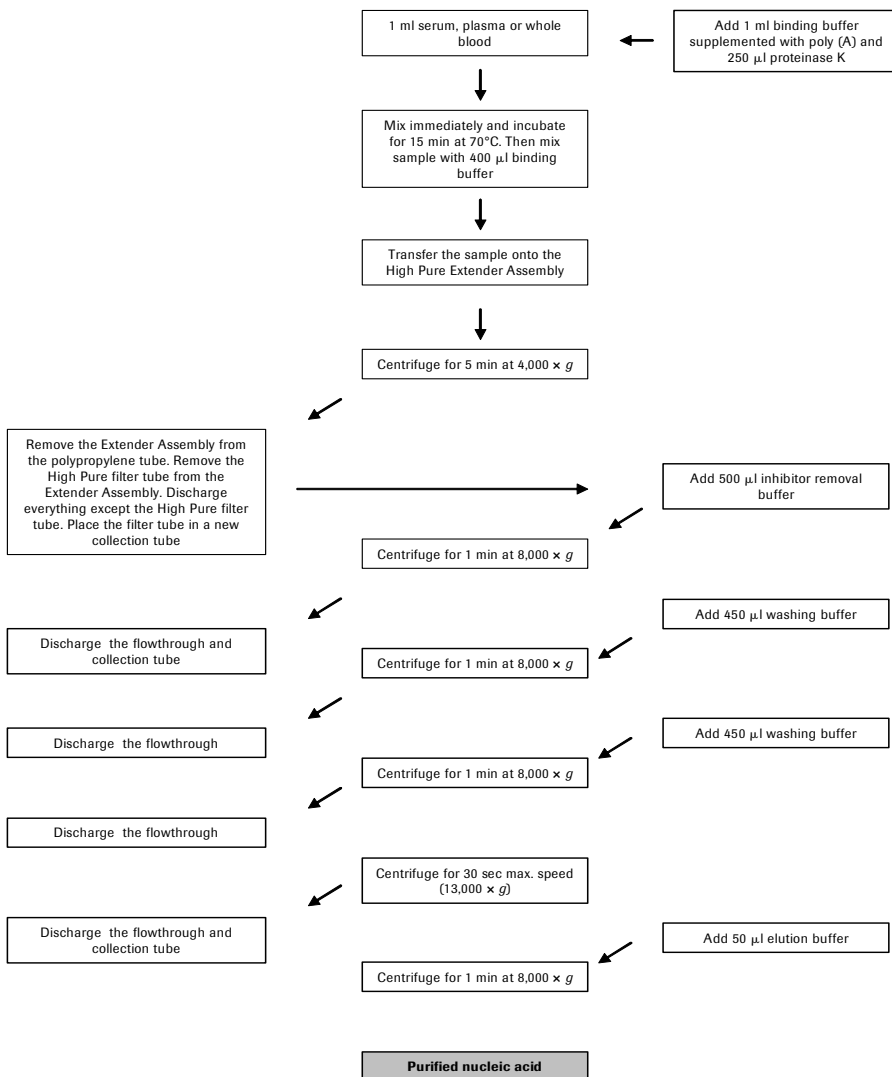 1 ml serum, plasma or whole
blood
Add 1 ml binding buffer
supplemented with poly (A) and
250 μl proteinase K
Mix immediately and incubate
for 15 min at 70°C. Then mix
sample with 400 μl binding
buffer
Transfer the sample onto the
High Pure Extender Assembly
Centrifuge for 5 min at 4,000 × g
Remove the Extender Assembly from
the polypropylene tube. Remove the
High Pure filter tube from the
Extender Assembly. Discharge
everything except the High Pure filter
tube. Place the filter tube in a new
collection tube
Add 500 μl inhibitor removal
buffer
Centrifuge for 1 min at 8,000 × g
Discharge the flowthrough and
collection tube
Add 450 μl washing buffer
Centrifuge for 1 min at 8,000 × g
Discharge the flowthrough
Add 450 μl washing buffer
Centrifuge for 1 min at 8,000 × g
Discharge the flowthrough
Centrifuge for 30 sec max. speed
(13,000 × g)
Discharge the flowthrough and
collection tube
Add 50 μl elution buffer
Centrifuge for 1 min at 8,000 × g
Purified nucleic acid